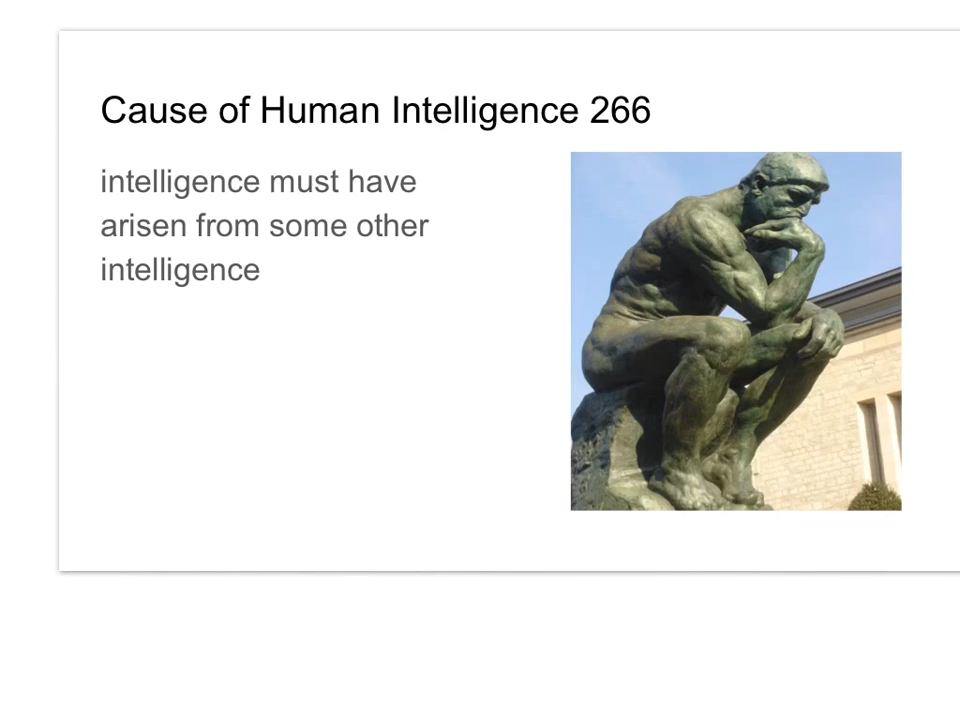 Cause of Human Intelligence 266
intelligence must have
arisen from some other
intelligence